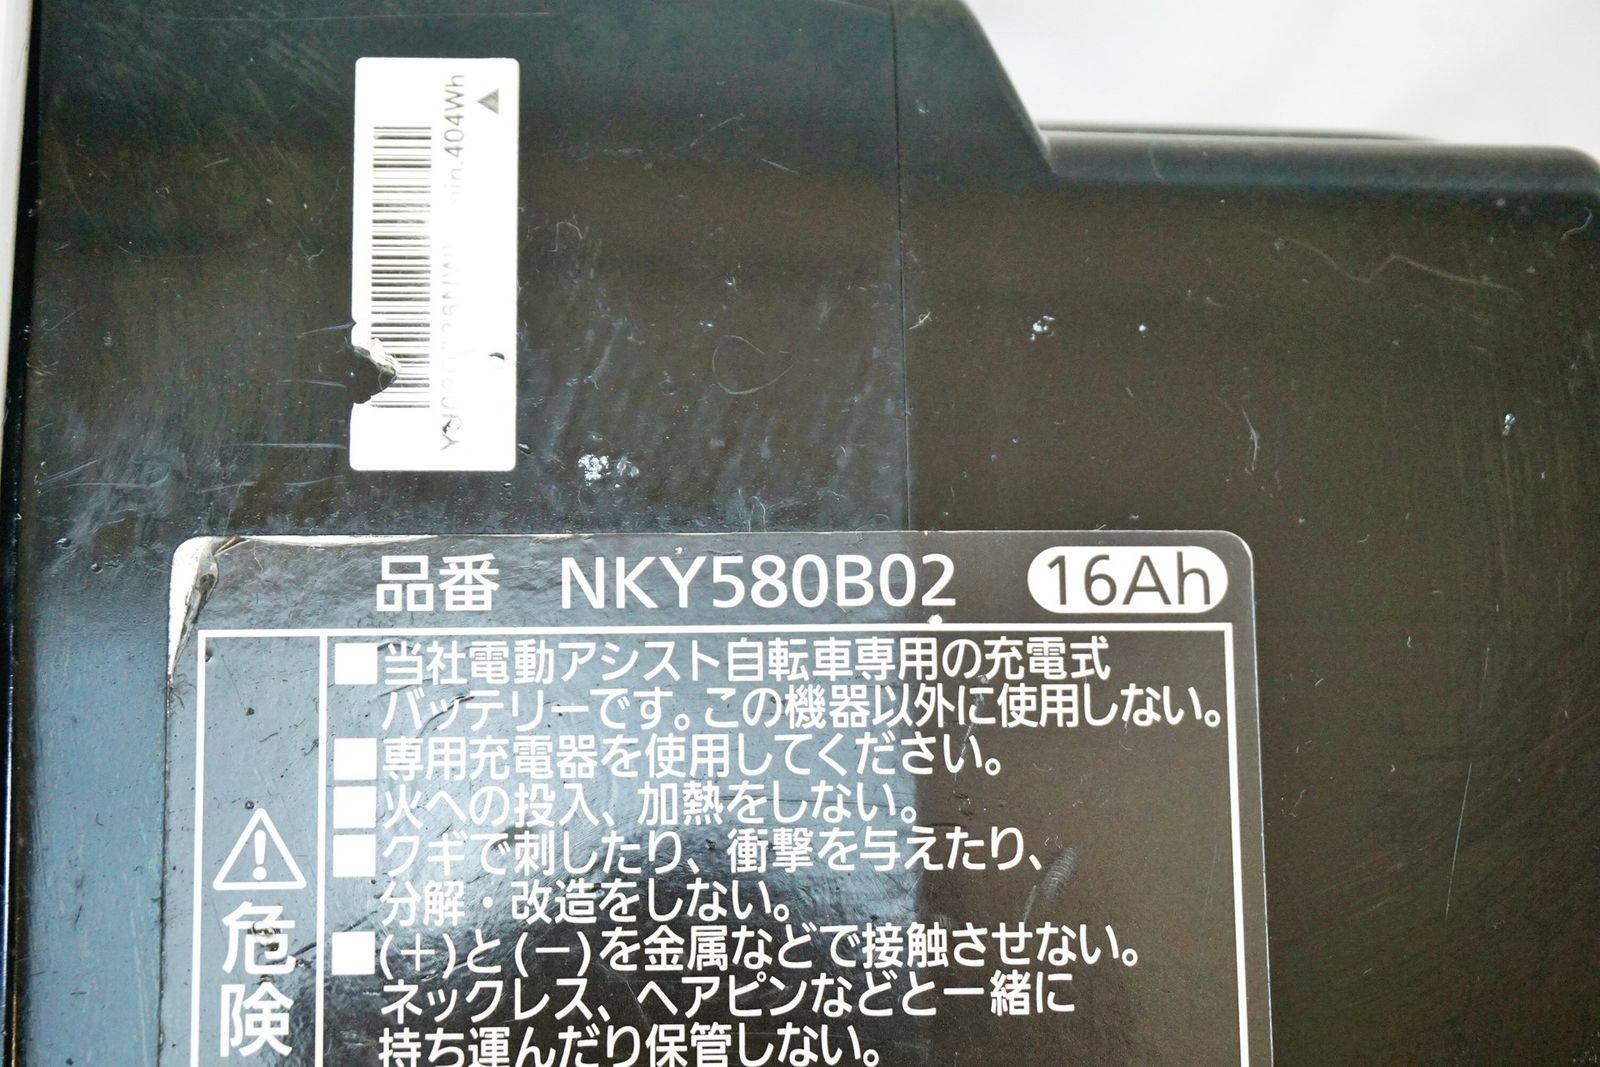 404Wh
品番 NKY580B02 16Ah
危険
■当社電動アシスト自転車専用の充電式
バッテリーです。この機器以外に使用しない。
■専用充電器を使用してください。
■火への投入、加熱をしない。
■クギで刺したり、衝撃を与えたり、
分解・改造をしない。
■(+)と(−)を金属などで接触させない。
ネックレス、ヘアピンなどと一緒に
持ち運んだり保管しない。